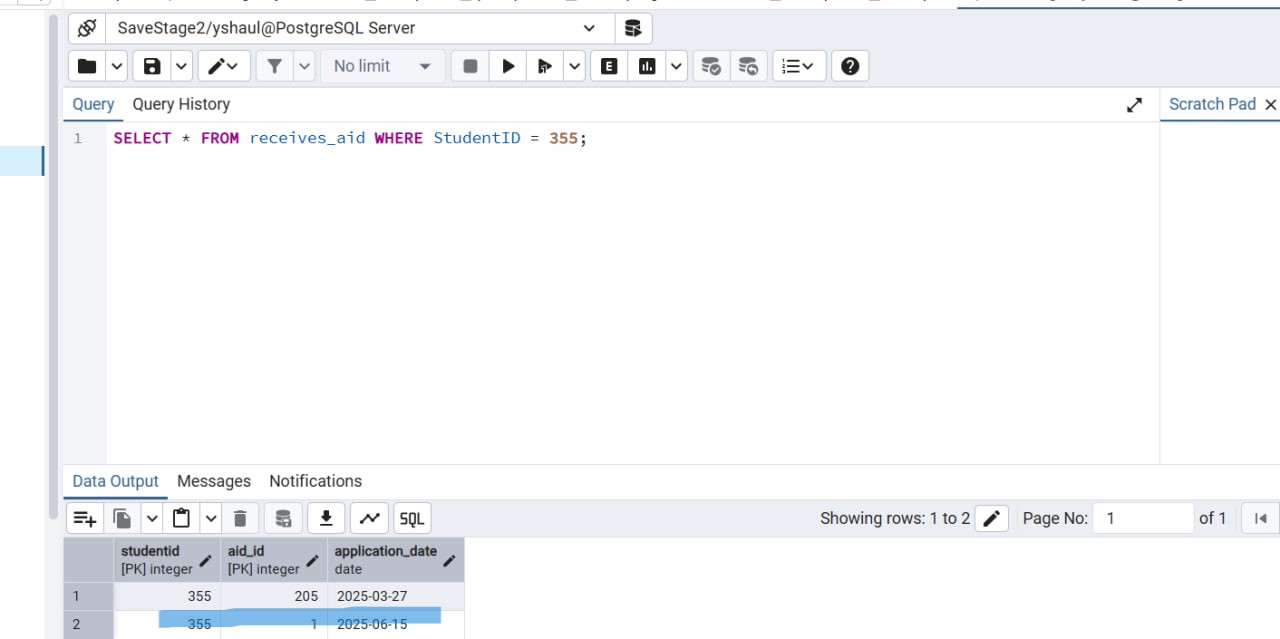 SaveStage2/yshaul@PostgreSQL Server
No limit
E
Query Query History
Scratch Pad
1 SELECT * FROM receives_aid WHERE StudentID = 355;
Data Output Messages Notifications
SQL
Showing rows: 1 to 2
Page No: 1 of 1
studentid aid_id application_date
[PK] integer [PK] integer date
1 355 205 2025-03-27
2 355 1 2025-06-15